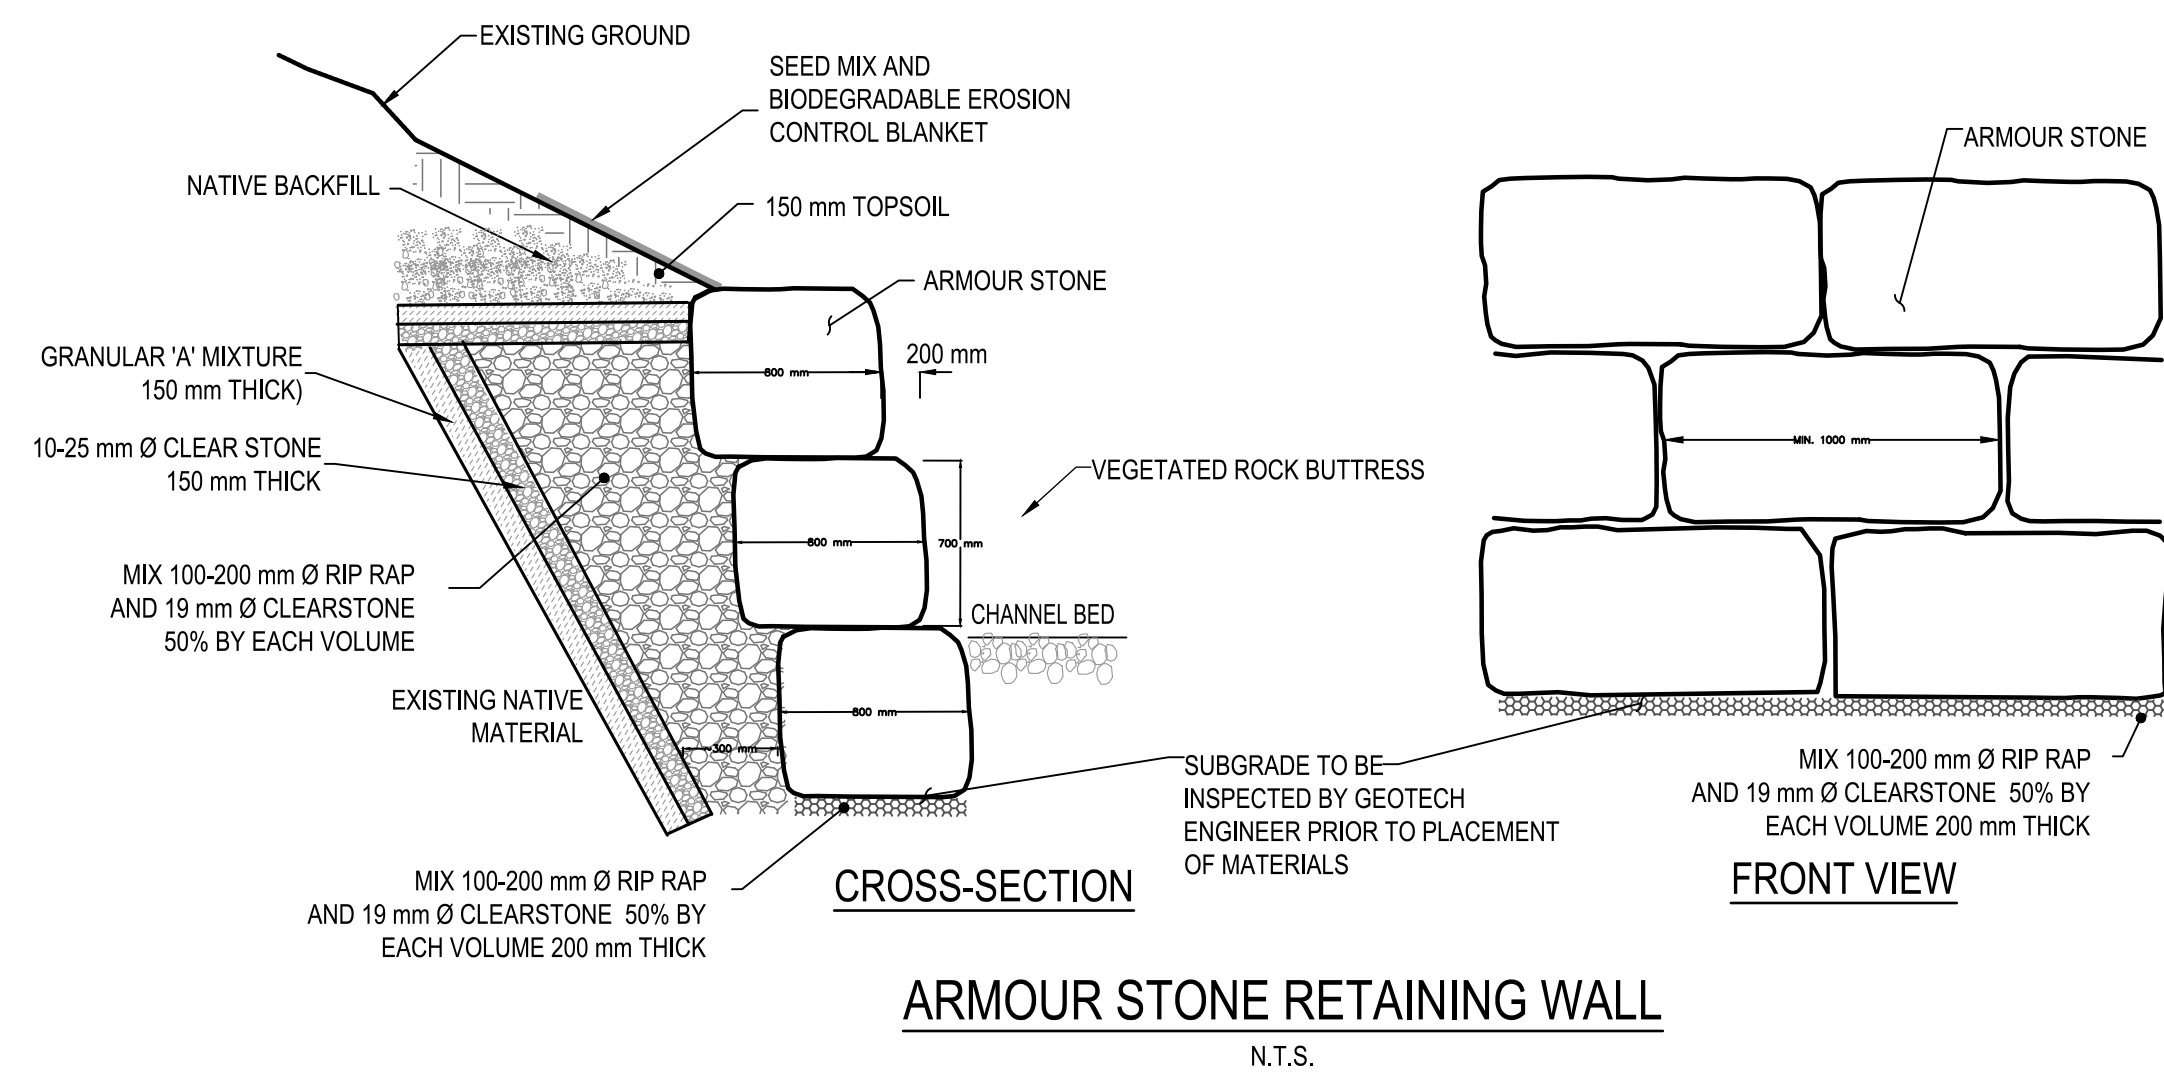 EXISTING GROUND
SEED MIX AND
BIODEGRADABLE EROSION
CONTROL BLANKET
NATIVE BACKFILL
150 mm TOPSOIL
ARMOUR STONE
200 mm
GRANULAR 'A' MIXTURE
150 mm THICK)
800 mm
10-25 mm Ø CLEAR STONE
150 mm THICK
VEGETATED ROCK BUTTRESS
800 mm
700 mm
MIX 100-200 mm Ø RIP RAP
AND 19 mm Ø CLEARSTONE
50% BY EACH VOLUME
CHANNEL BED
EXISTING NATIVE
MATERIAL
800 mm
~300 mm
SUBGRADE TO BE
INSPECTED BY GEOTECH
ENGINEER PRIOR TO PLACEMENT
OF MATERIALS
MIX 100-200 mm Ø RIP RAP
AND 19 mm Ø CLEARSTONE 50% BY
EACH VOLUME 200 mm THICK
CROSS-SECTION
ARMOUR STONE
MIN. 1000 mm
MIX 100-200 mm Ø RIP RAP
AND 19 mm Ø CLEARSTONE 50% BY
EACH VOLUME 200 mm THICK
FRONT VIEW
ARMOUR STONE RETAINING WALL
N.T.S.